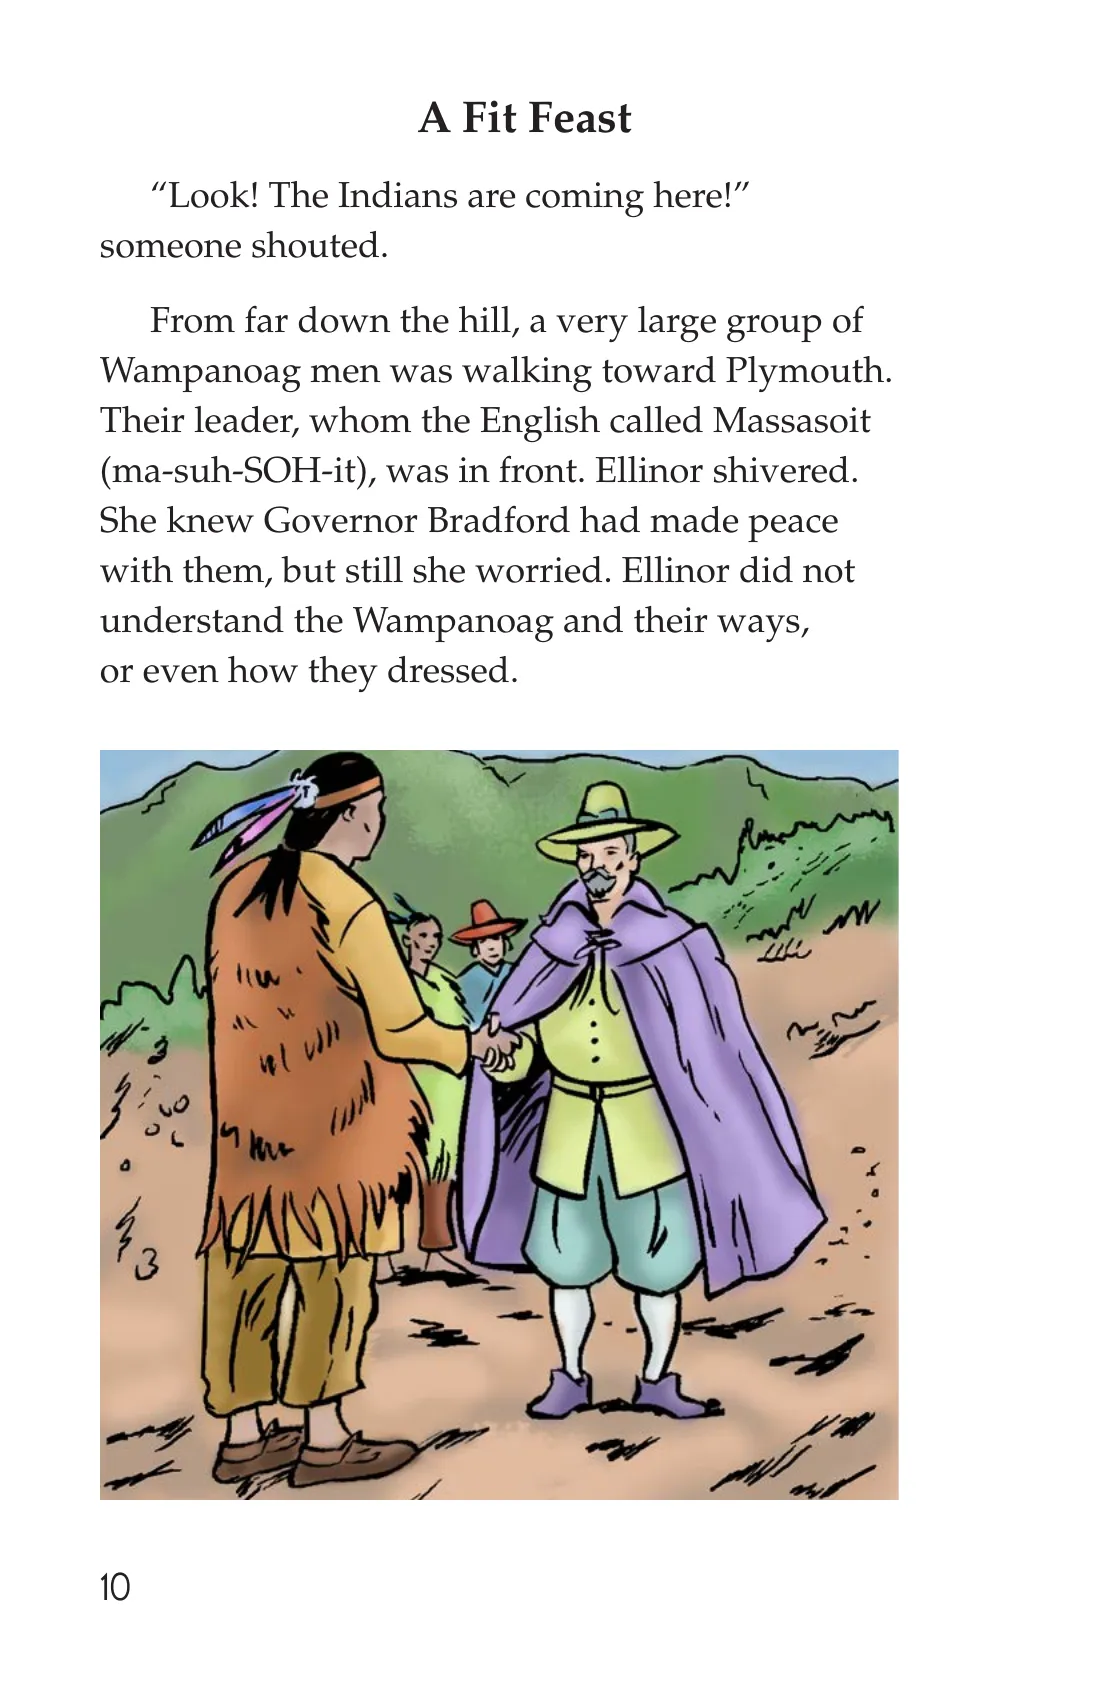 A Fit Feast
“Look! The Indians are coming here!”
someone shouted.
From far down the hill, a very large group of
Wampanoag men was walking toward Plymouth.
Their leader, whom the English called Massasoit
(ma-suh-SOH-it), was in front. Ellinor shivered.
She knew Governor Bradford had made peace
with them, but still she worried. Ellinor did not
understand the Wampanoag and their ways,
or even how they dressed.
10